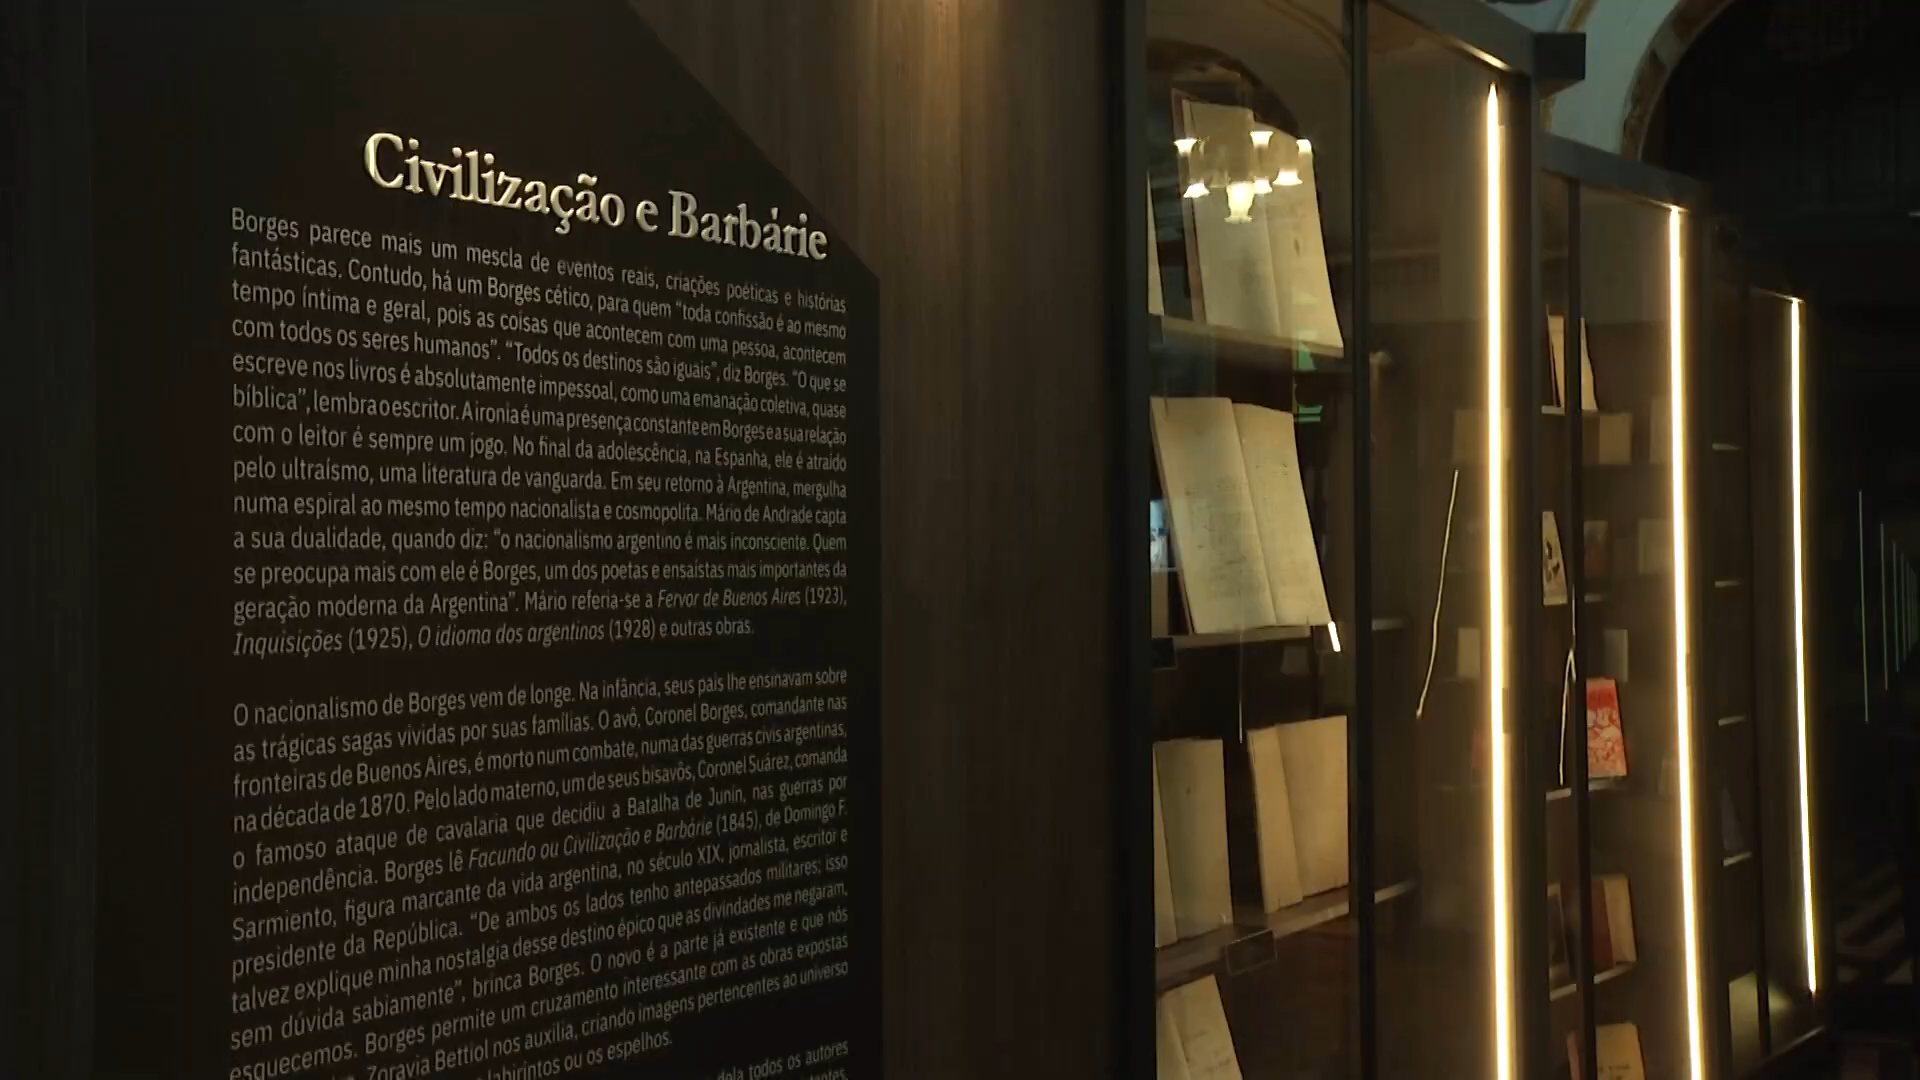 Civilização e Barbárie
Borges parece mais um mescla de eventos reais, criações poéticas e histórias
fantásticas. Contudo, há um Borges cético, para quem “toda confissão é ao mesmo
tempo íntima e geral, pois as coisas que acontecem com uma pessoa, acontecem
com todos os seres humanos”. “Todos os destinos são iguais”, diz Borges. “O que se
escreve nos livros é absolutamente impessoal, como uma emanação coletiva, quase
bíblica”, lembra o escritor. A ironia é uma presença constante em Borges e a sua relação
com o leitor é sempre um jogo. No final da adolescência, na Espanha, ele é atraído
pelo ultraísmo, uma literatura de vanguarda. Em seu retorno à Argentina, mergulha
numa espiral ao mesmo tempo nacionalista e cosmopolita. Mário de Andrade capta
a sua dualidade, quando diz: “o nacionalismo argentino é mais inconsciente. Quem
se preocupa mais com ele é Borges, um dos poetas e ensaístas mais importantes da
geração moderna da Argentina”. Mário referia-se a Fervor de Buenos Aires (1923),
Inquisições (1925), O idioma dos argentinos (1928) e outras obras.
O nacionalismo de Borges vem de longe. Na infância, seus pais lhe ensinavam sobre
as trágicas sagas vividas por suas famílias. O avô, Coronel Borges, comandante nas
fronteiras de Buenos Aires, é morto num combate, numa das guerras civis argentinas,
na década de 1870. Pelo lado materno, um de seus bisavôs, Coronel Suárez, comanda
o famoso ataque de cavalaria que decidiu a Batalha de Junín, nas guerras por
independência. Borges lê Facundo ou Civilização e Barbárie (1845), de Domingo F.
Sarmiento, figura marcante da vida argentina, no século XIX, jornalista, escritor e
presidente da República. “De ambos os lados tenho antepassados militares; isso
talvez explique minha nostalgia desse destino épico que as divindades me negaram,
sem dúvida sabiamente”, brinca Borges. O novo é a parte já existente e que nós
esquecemos. Borges permite um cruzamento interessante com as obras expostas
Zoravia Bettiol nos auxilia, criando imagens pertencentes ao universo
labirintos ou os espelhos.
todos os autores